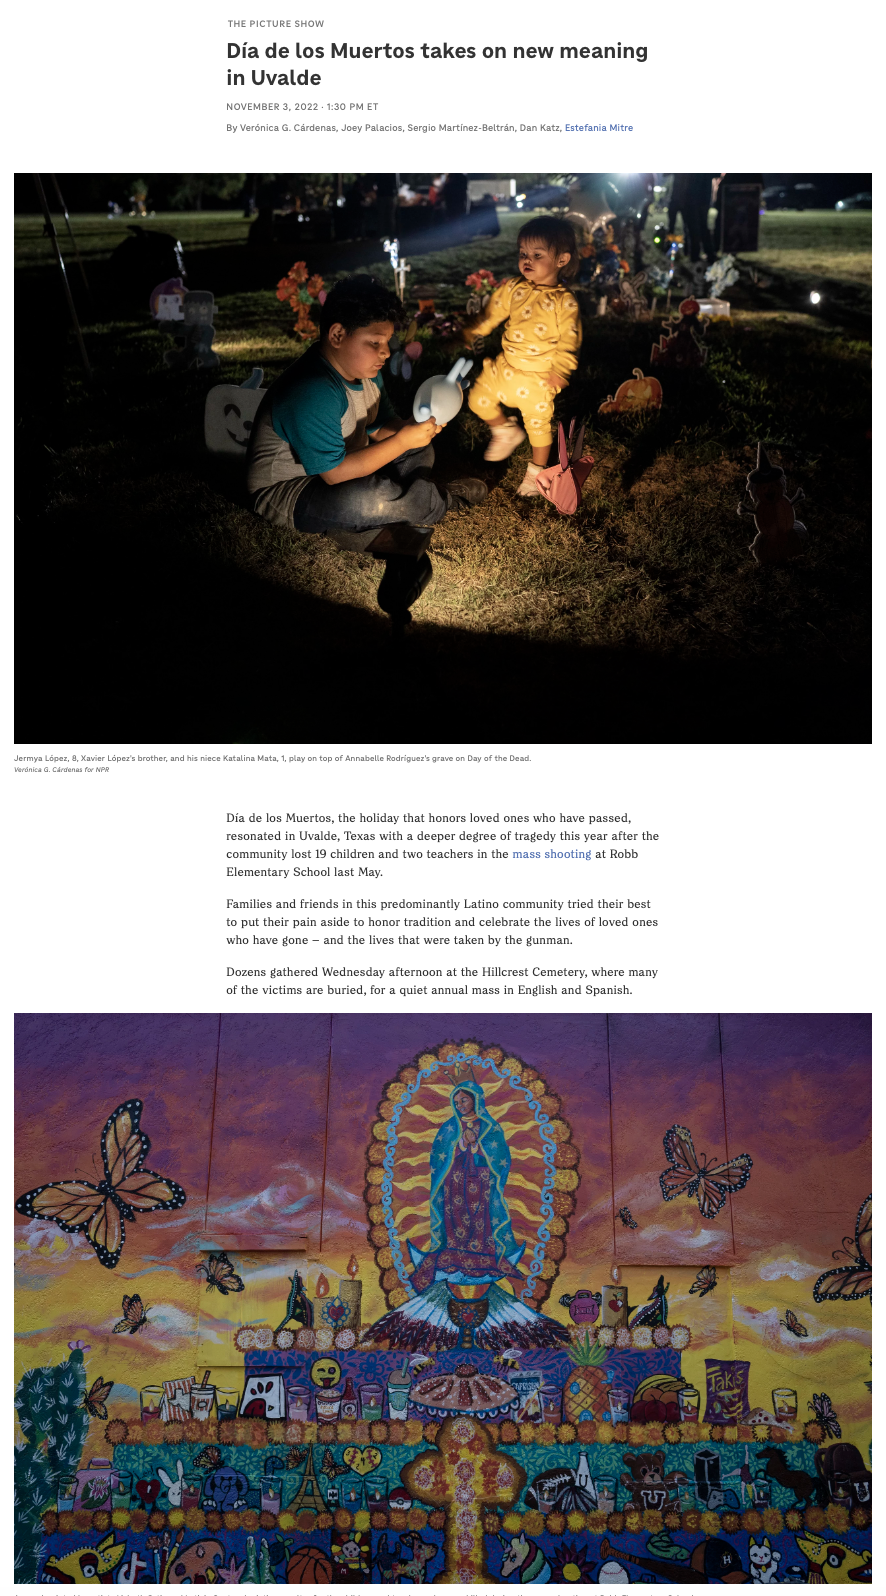 THE PICTURE SHOW
Día de los Muertos takes on new meaning
in Uvalde
NOVEMBER 3, 2022 · 1:30 PM ET
By Verónica G. Cárdenas, Joey Palacios, Sergio Martínez-Beltrán, Dan Katz, Estefania Mitre
Jermya López, 8, Xavier López's brother, and his niece Katalina Mata, 1, play on top of Annabelle Rodríguez's grave on Day of the Dead.
Verónica G. Cárdenas for NPR
Día de los Muertos, the holiday that honors loved ones who have passed,
resonated in Uvalde, Texas with a deeper degree of tragedy this year after the
community lost 19 children and two teachers in the mass shooting at Robb
Elementary School last May.
Families and friends in this predominantly Latino community tried their best
to put their pain aside to honor tradition and celebrate the lives of loved ones
who have gone – and the lives that were taken by the gunman.
Dozens gathered Wednesday afternoon at the Hillcrest Cemetery, where many
of the victims are buried, for a quiet annual mass in English and Spanish.
Takis
H